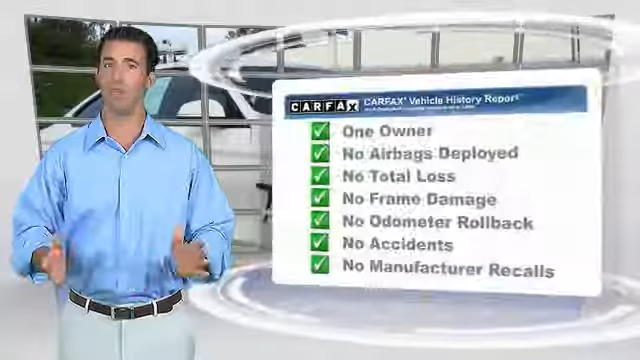 CARFAX CARFAX® Vehicle History Report™
One Owner
No Airbags Deployed
No Total Loss
No Frame Damage
No Odometer Rollback
No Accidents
No Manufacturer Recalls